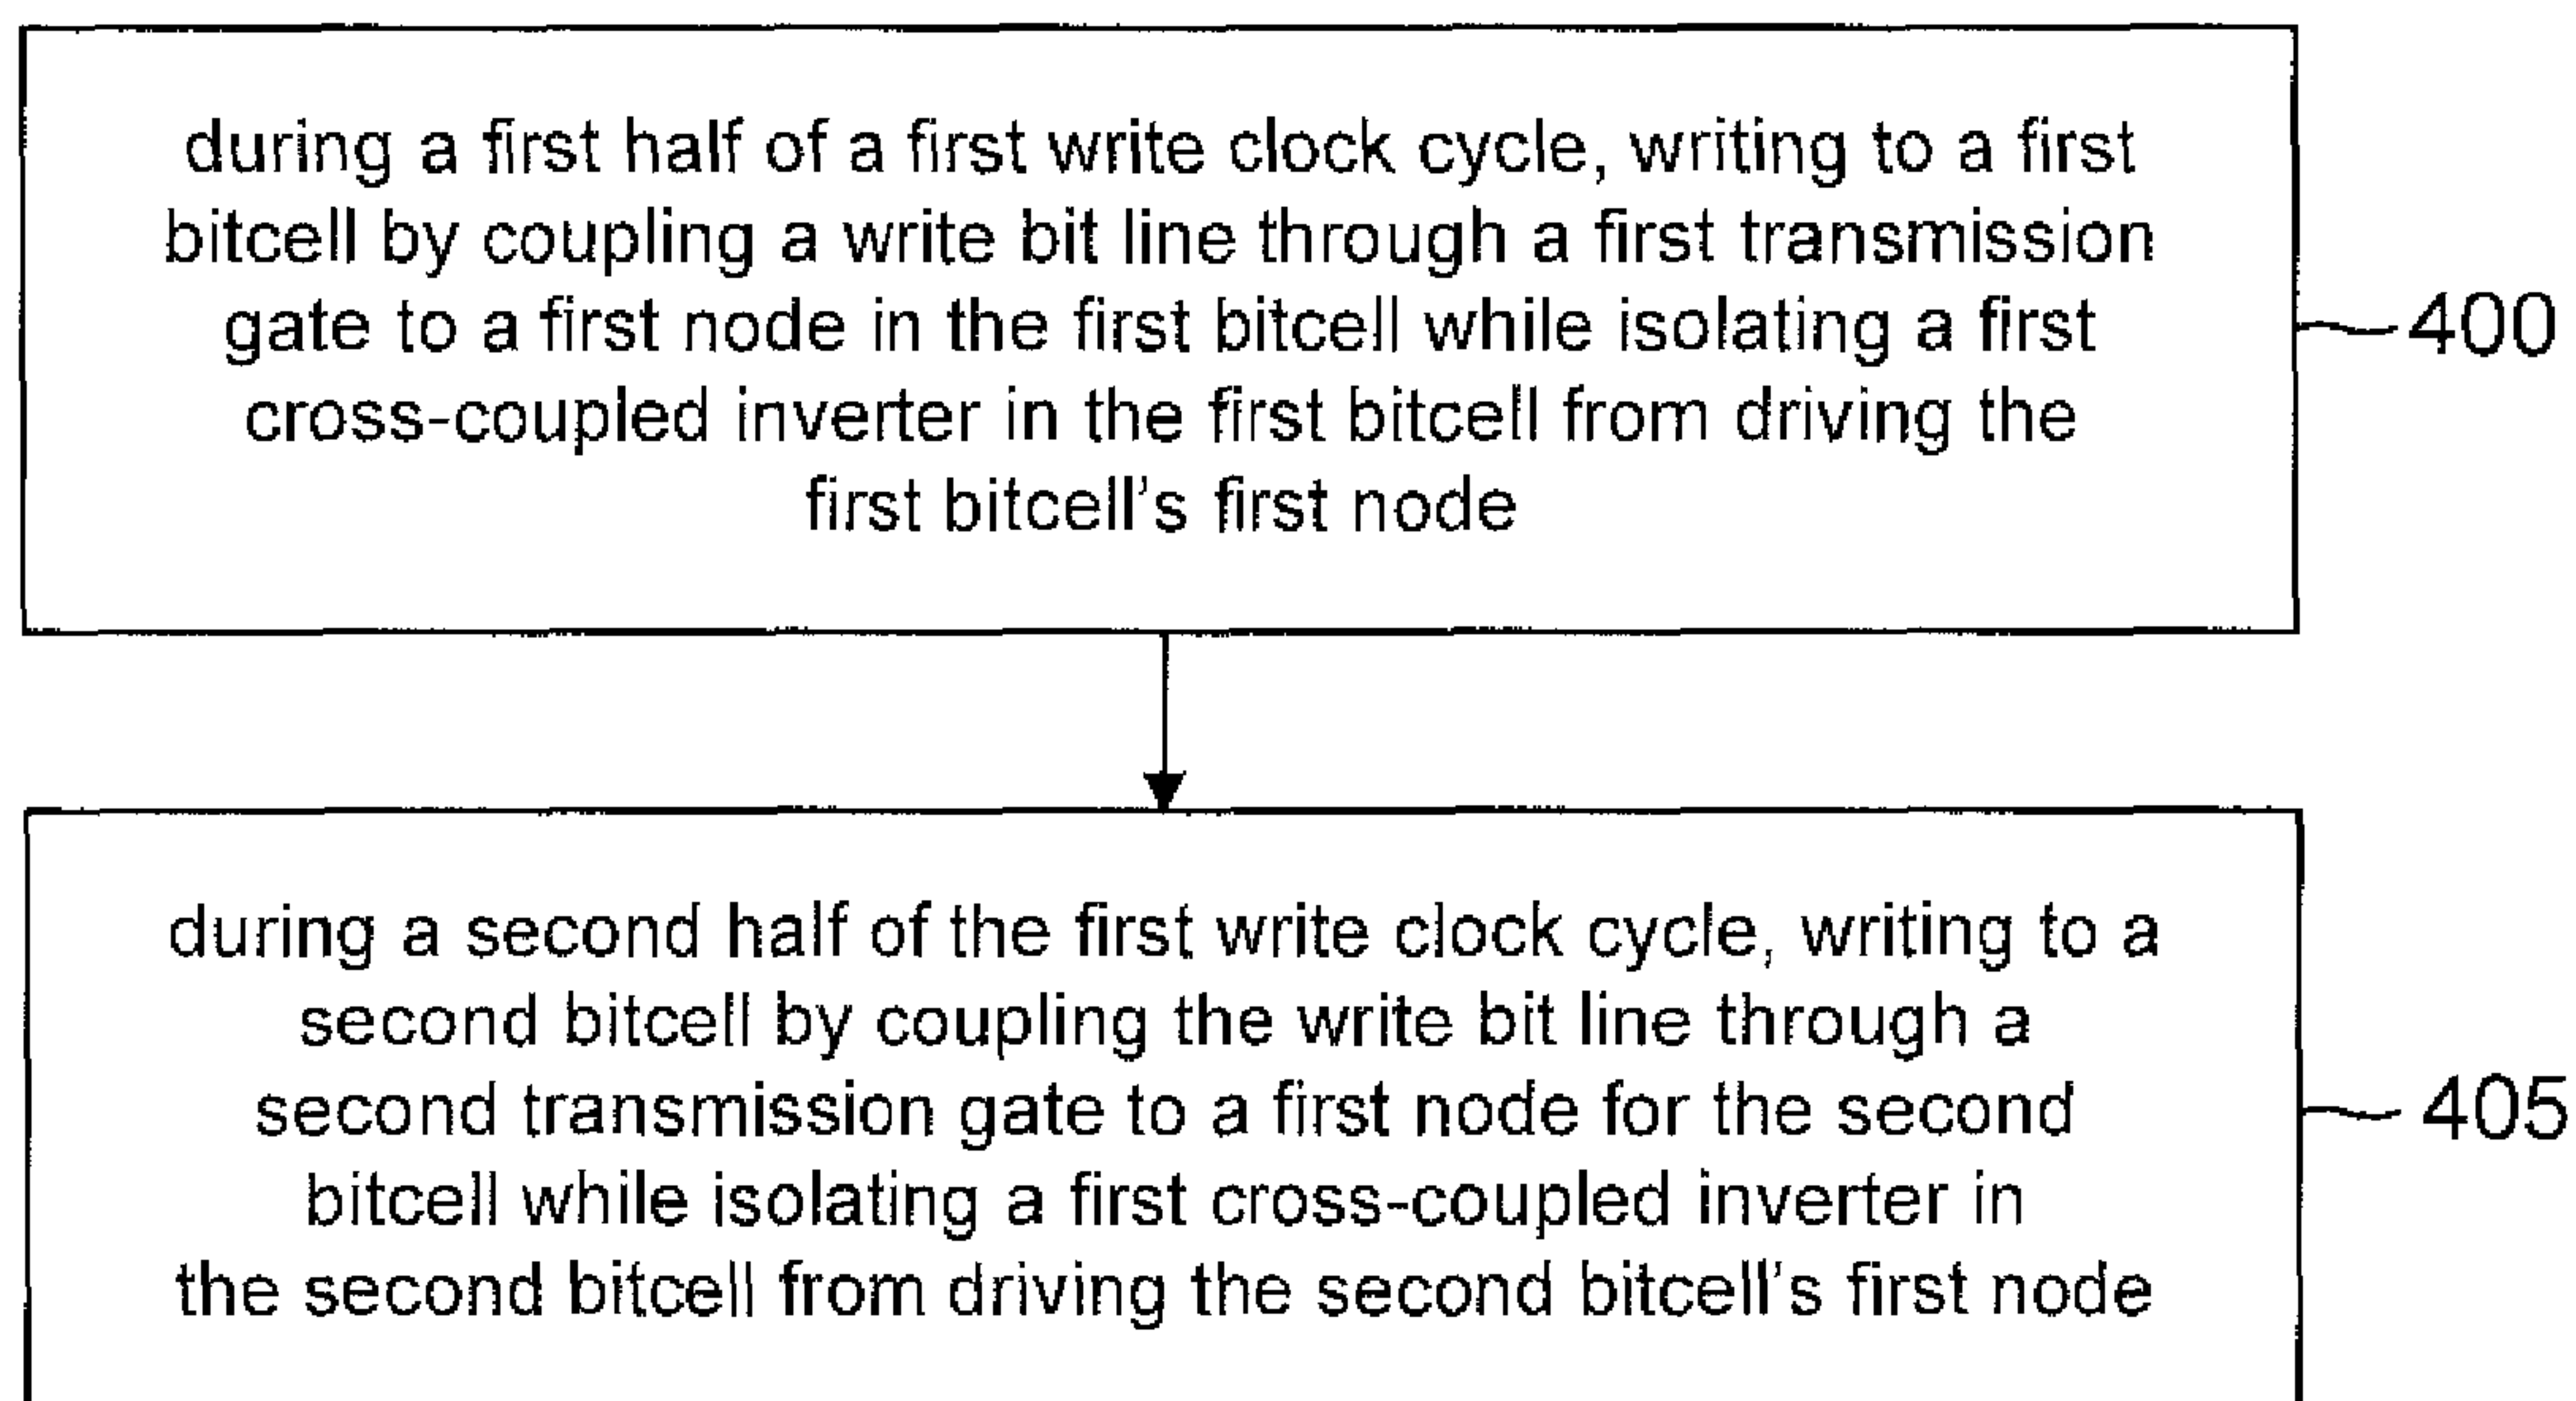 during a first half of a first write clock cycle, writing to a first
bitcell by coupling a write bit line through a first transmission
gate to a first node in the first bitcell while isolating a first
cross-coupled inverter in the first bitcell from driving the
first bitcell's first node
400
during a second half of the first write clock cycle, writing to a
second bitcell by coupling the write bit line through a
second transmission gate to a first node for the second
bitcell while isolating a first cross-coupled inverter in
the second bitcell from driving the second bitcell's first node
405